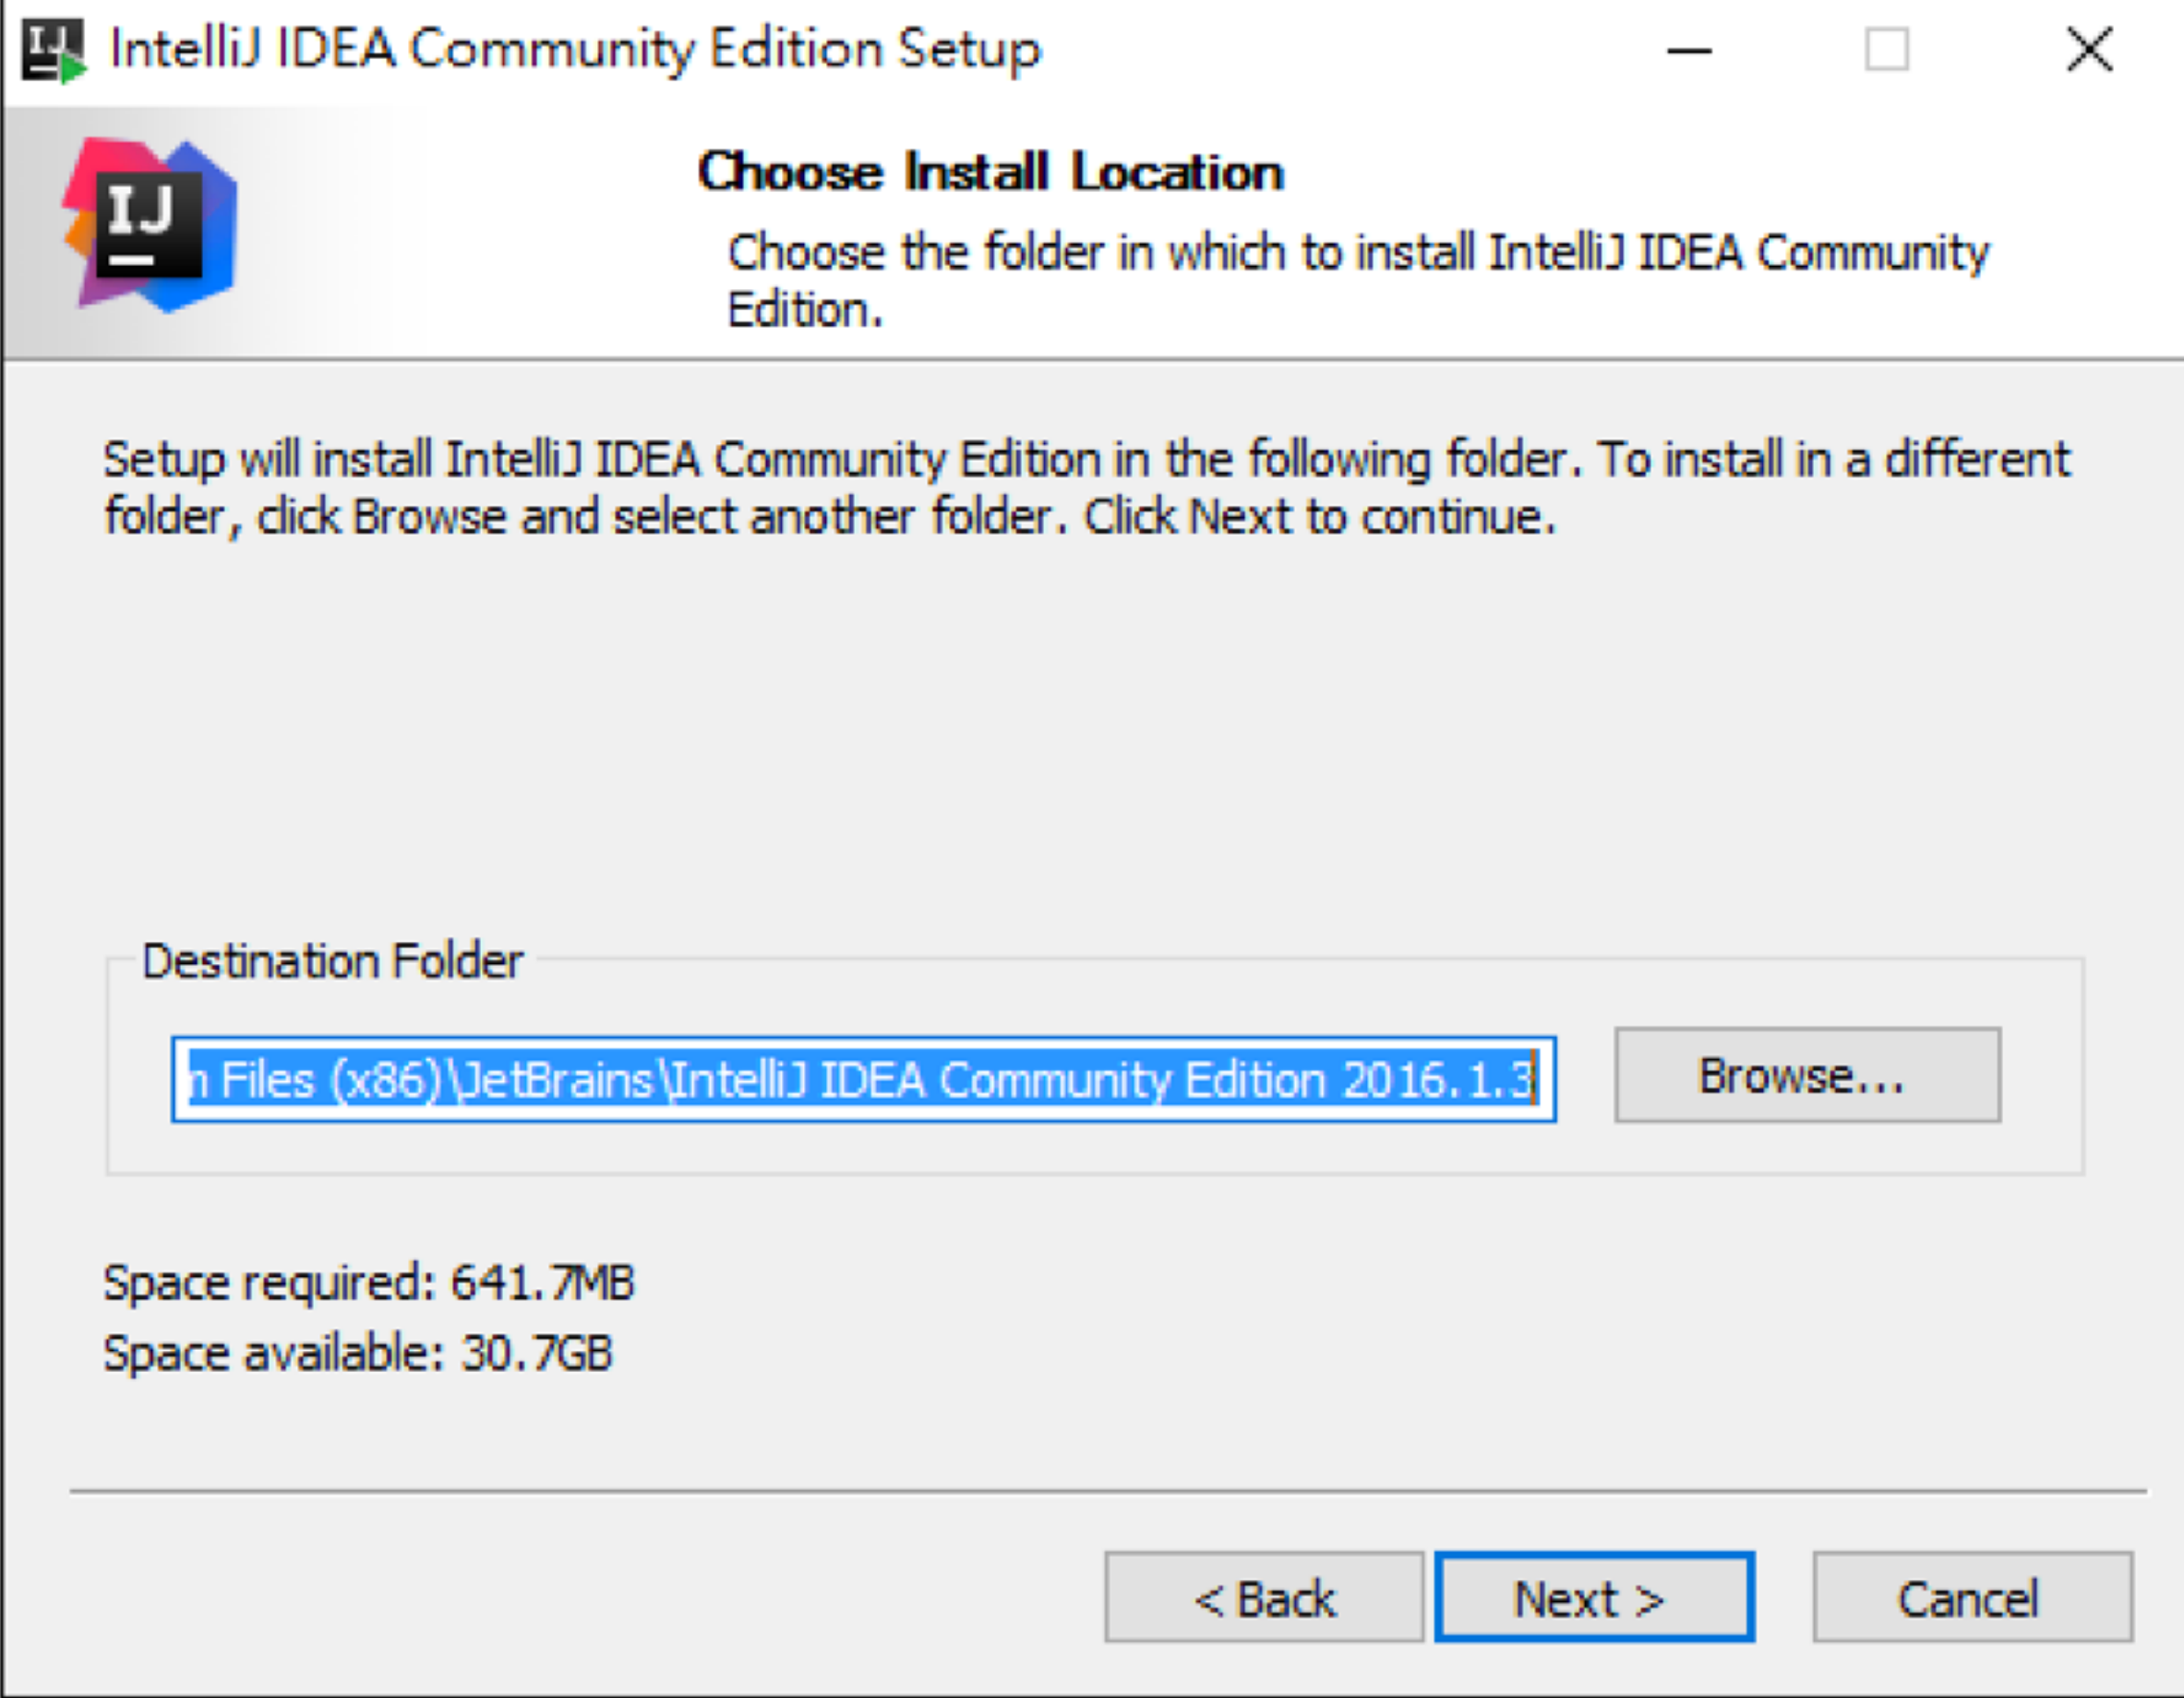 IntelliJ IDEA Community Edition Setup
IJ
Choose Install Location
Choose the folder in which to install IntelliJ IDEA Community
Edition.
Setup will install IntelliJ IDEA Community Edition in the following folder. To install in a different
folder, click Browse and select another folder. Click Next to continue.
Destination Folder
n Files (x86)\JetBrains\IntelliJ IDEA Community Edition 2016.1.3
Browse...
Space required: 641.7MB
Space available: 30.7GB
< Back
Next >
Cancel